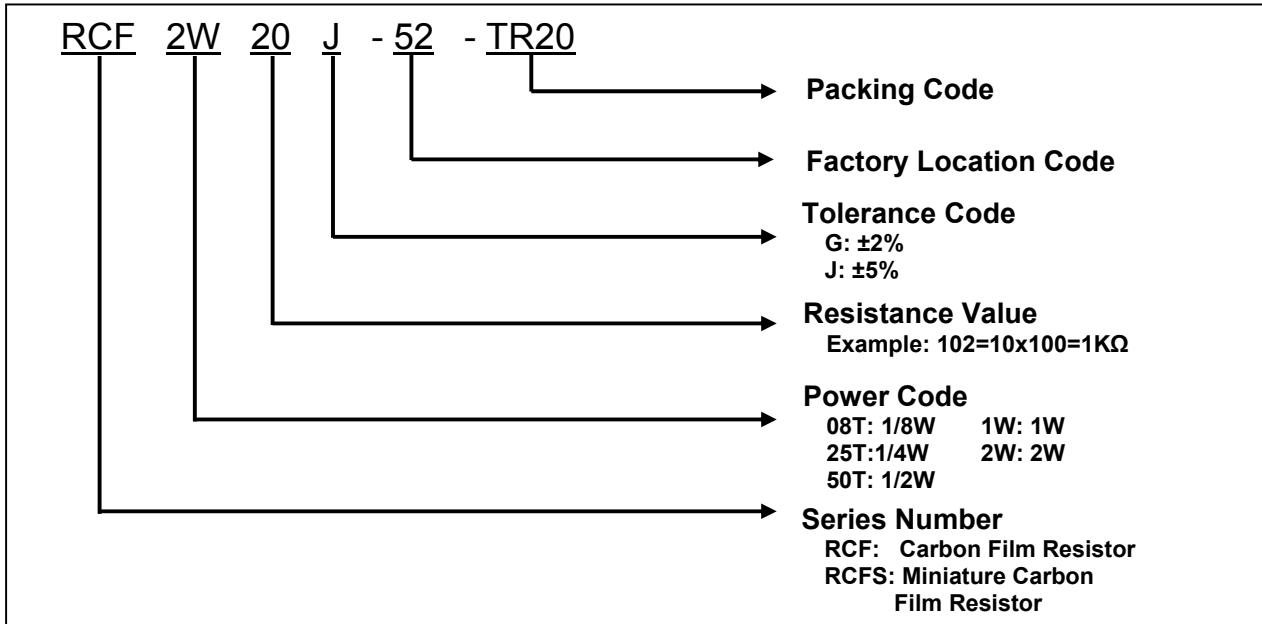 RCF 2W 20 J - 52 - TR20
Packing Code
Factory Location Code
Tolerance Code
G: ±2%
J: ±5%
Resistance Value
Example: 102=10x100=1KΩ
Power Code
08T: 1/8W 1W: 1W
25T:1/4W 2W: 2W
50T: 1/2W
Series Number
RCF: Carbon Film Resistor
RCFS: Miniature Carbon
Film Resistor